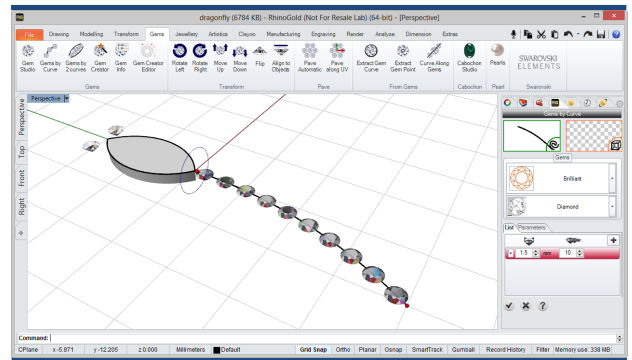 dragonfly (6784 KB) - RhinoGold (Not For Resale Lab) (64-bit) - [Perspective]
File Drawing Modelling Transform Gems Jewellery Artistics Clayoo Manufacturing Engraving Render Analyse Dimension Extras
Gem Studio Gems by Curve Gems by 2 curves Gem Creator Gem Info Gem Creator Editor Rotate Left Rotate Right Move Up Move Down Flip Align to Objects Pave Automatic Pave along UV Extract Gem Curve Extract Gem Point Curve Along Gems Cabochon Studio Pearls SWAROVSKI ELEMENTS
Gems Transform Pave From Gems Cabochon Pearl Swarovski
Perspective
Perspective
Top
Front
Right
Gems by Curve
Gems
Brilliant
Diamond
List Parameters
1.5 mm 10
Command:
CPlane x -5.971 y -12.205 z 0.000 Millimeters Default Grid Snap Ortho Planar Osnap SmartTrack Gumball Record History Filter Memory use: 338 MB